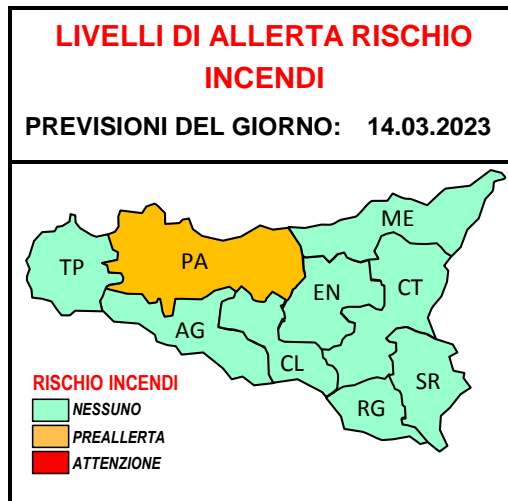 LIVELLI DI ALLERTA RISCHIO
INCENDI
PREVISIONI DEL GIORNO: 14.03.2023
ME
TP
PA
EN
CT
AG
CL
SR
RG
RISCHIO INCENDI
NESSUNO
PREALLERTA
ATTENZIONE